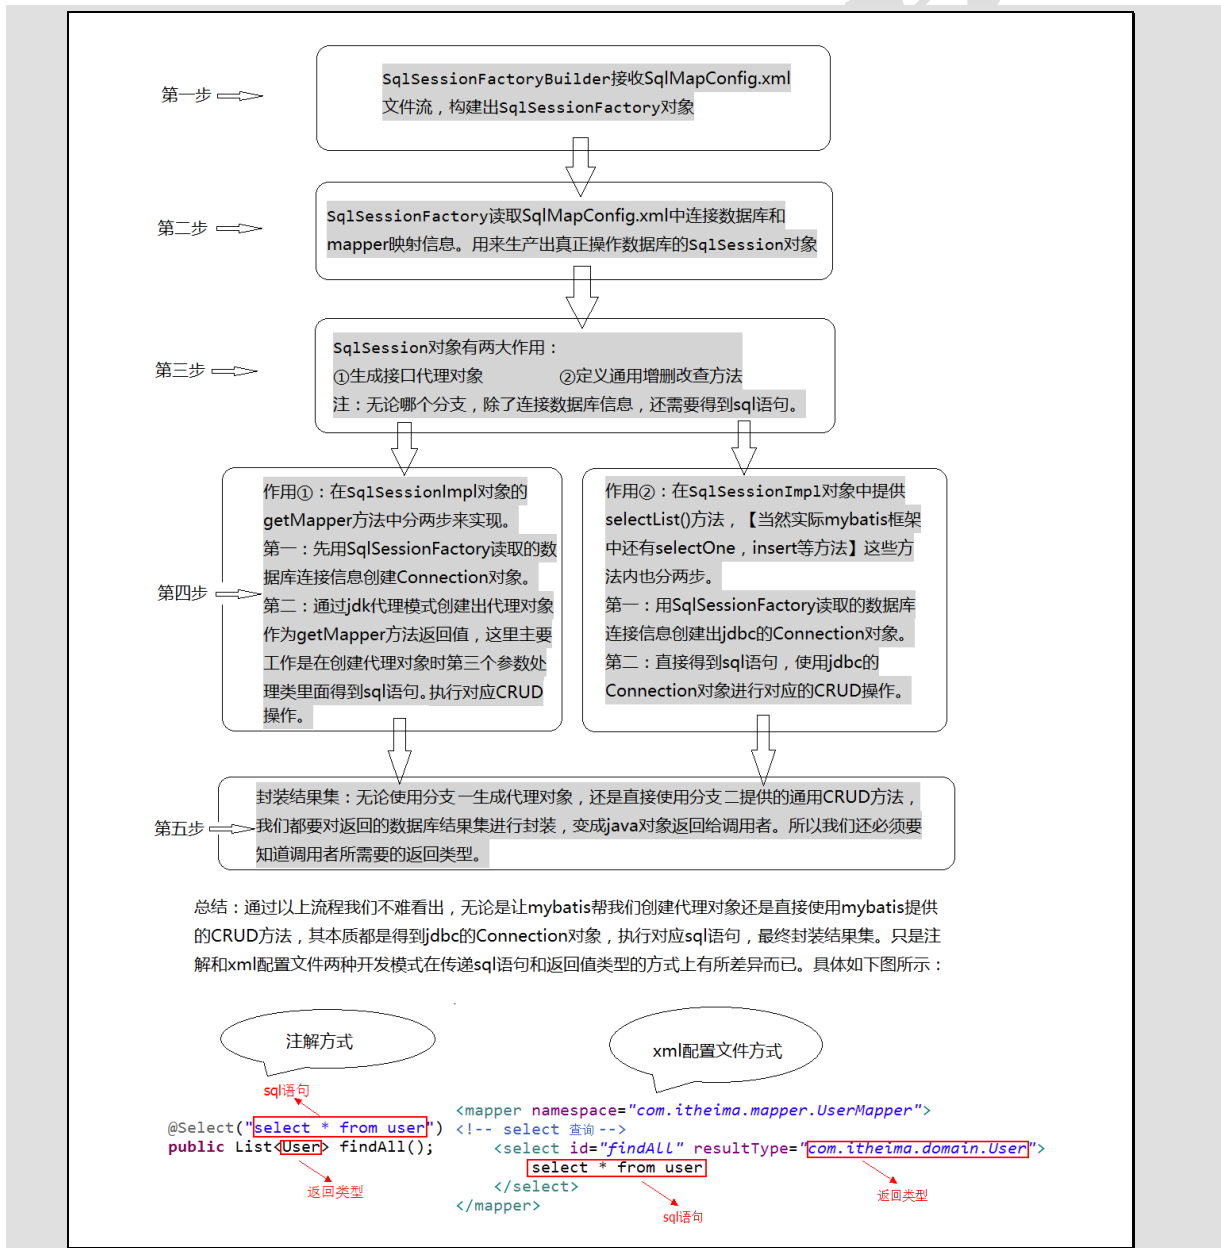 第一步
SqlSessionFactoryBuilder接收SqlMapConfig.xml
文件流，构建出SqlSessionFactory对象
第二步
SqlSessionFactory读取SqlMapConfig.xml中连接数据库和
mapper映射信息。用来生产出真正操作数据库的SqlSession对象
第三步
SqlSession对象有两大作用：
①生成接口代理对象 ②定义通用增删改查方法
注：无论哪个分支，除了连接数据库信息，还需要得到sql语句。
第四步
作用①：在SqlSessionImpl对象的
getMapper方法中分两步来实现。
第一：先用SqlSessionFactory读取的数
据库连接信息创建Connection对象。
第二：通过jdk代理模式创建出代理对象
作为getMapper方法返回值，这里主要
工作是在创建代理对象时第三个参数处
理类里面得到sql语句。执行对应CRUD
操作。
作用②：在SqlSessionImpl对象中提供
selectList()方法，【当然实际mybatis框架
中还有selectOne，insert等方法】这些方
法内也分两步。
第一：用SqlSessionFactory读取的数据库
连接信息创建出jdbc的Connection对象。
第二：直接得到sql语句，使用jdbc的
Connection对象进行对应的CRUD操作。
第五步
封装结果集：无论使用分支一生成代理对象，还是直接使用分支二提供的通用CRUD方法，
我们都要对返回的数据库结果集进行封装，变成java对象返回给调用者。所以我们还必须要
知道调用者所需要的返回类型。
总结：通过以上流程我们不难看出，无论是让mybatis帮我们创建代理对象还是直接使用mybatis提供
的CRUD方法，其本质都是得到jdbc的Connection对象，执行对应sql语句，最终封装结果集。只是注
解和xml配置文件两种开发模式在传递sql语句和返回值类型的方式上有所差异而已。具体如下图所示：
注解方式
sql语句
@Select("select * from user")
public List<User> findAll();
返回类型
xml配置文件方式
<mapper namespace="com.itheima.mapper.UserMapper">
<!-- select 查询 -->
<select id="findAll" resultType="com.itheima.domain.User">
select * from user
</select>
</mapper>
返回类型
sql语句